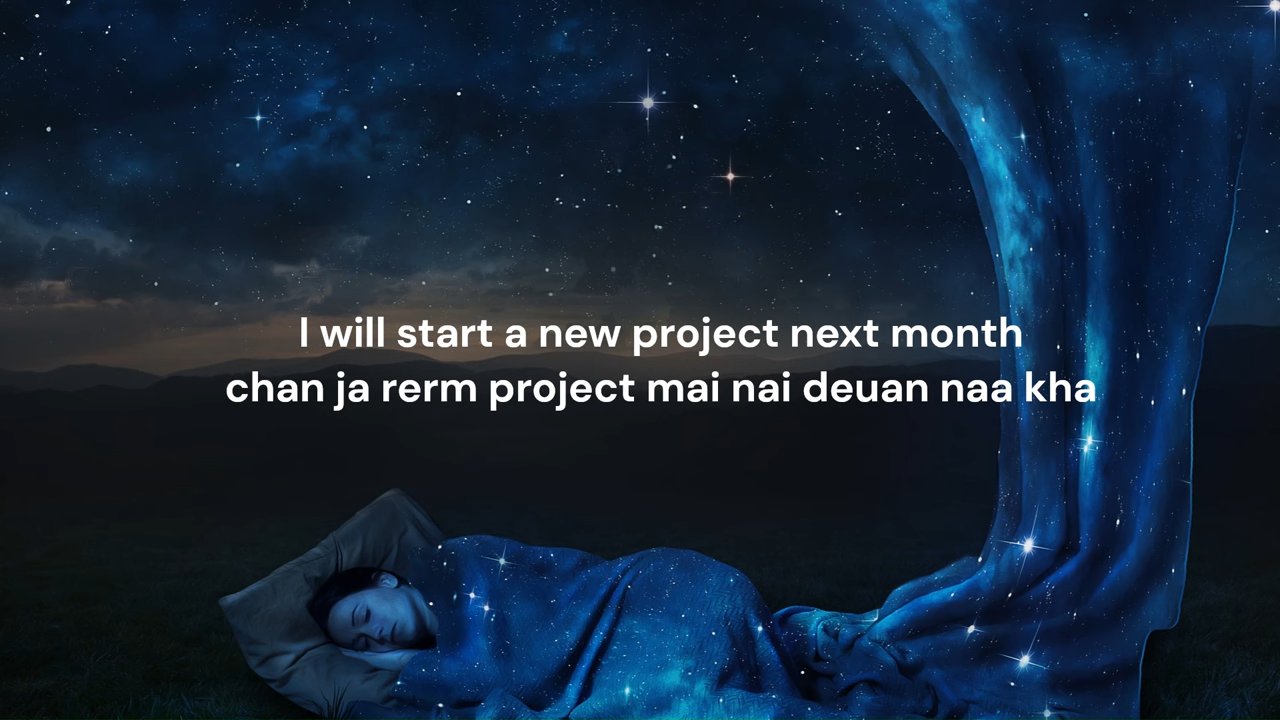 I will start a new project next month
chan ja rerm project mai nai deuan naa kha